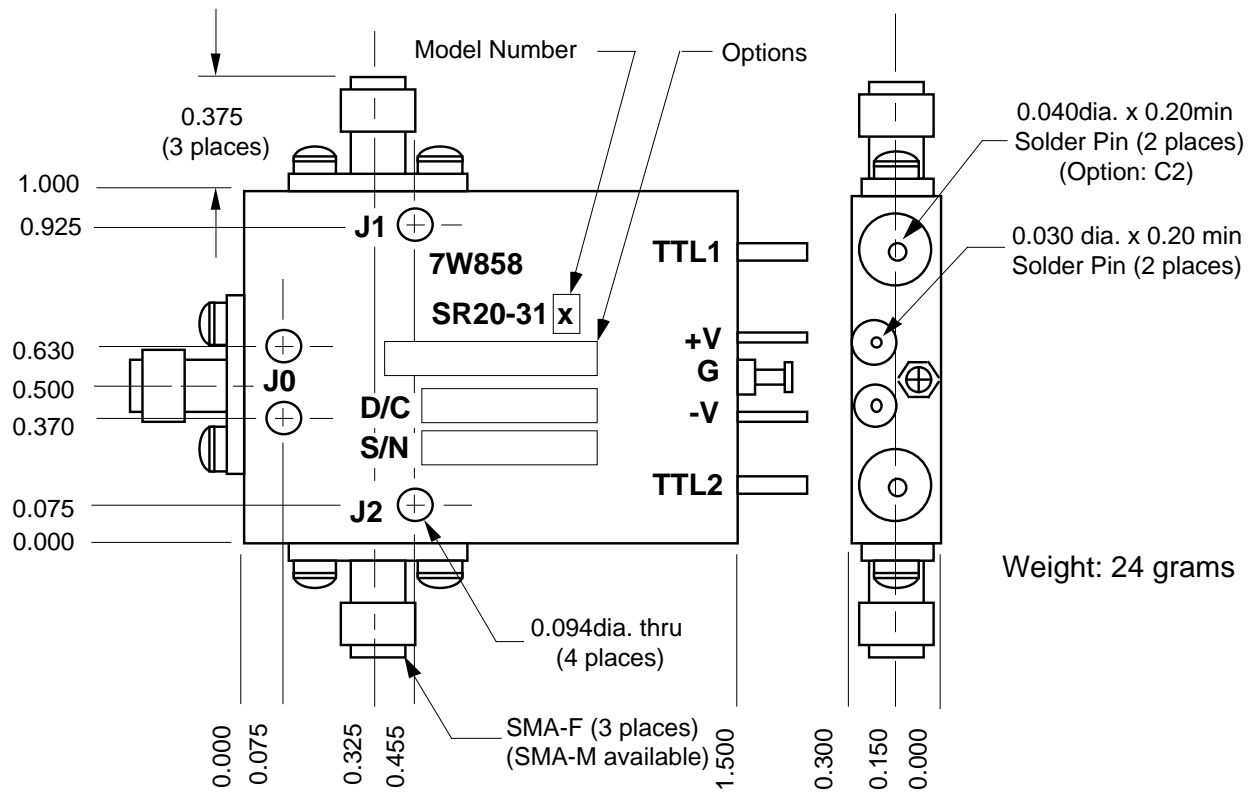 Model Number
Options
0.375
(3 places)
0.040dia. x 0.20min
Solder Pin (2 places)
(Option: C2)
1.000
0.925
J1
7W858
TTL1
0.030 dia. x 0.20 min
Solder Pin (2 places)
SR20-31 x
+V
0.630
J0
G
0.500
0.370
D/C
-V
S/N
TTL2
0.075
J2
0.000
Weight: 24 grams
0.094dia. thru
(4 places)
SMA-F (3 places)
(SMA-M available)
0.000
0.075
0.325
0.455
1.500
0.300
0.150
0.000